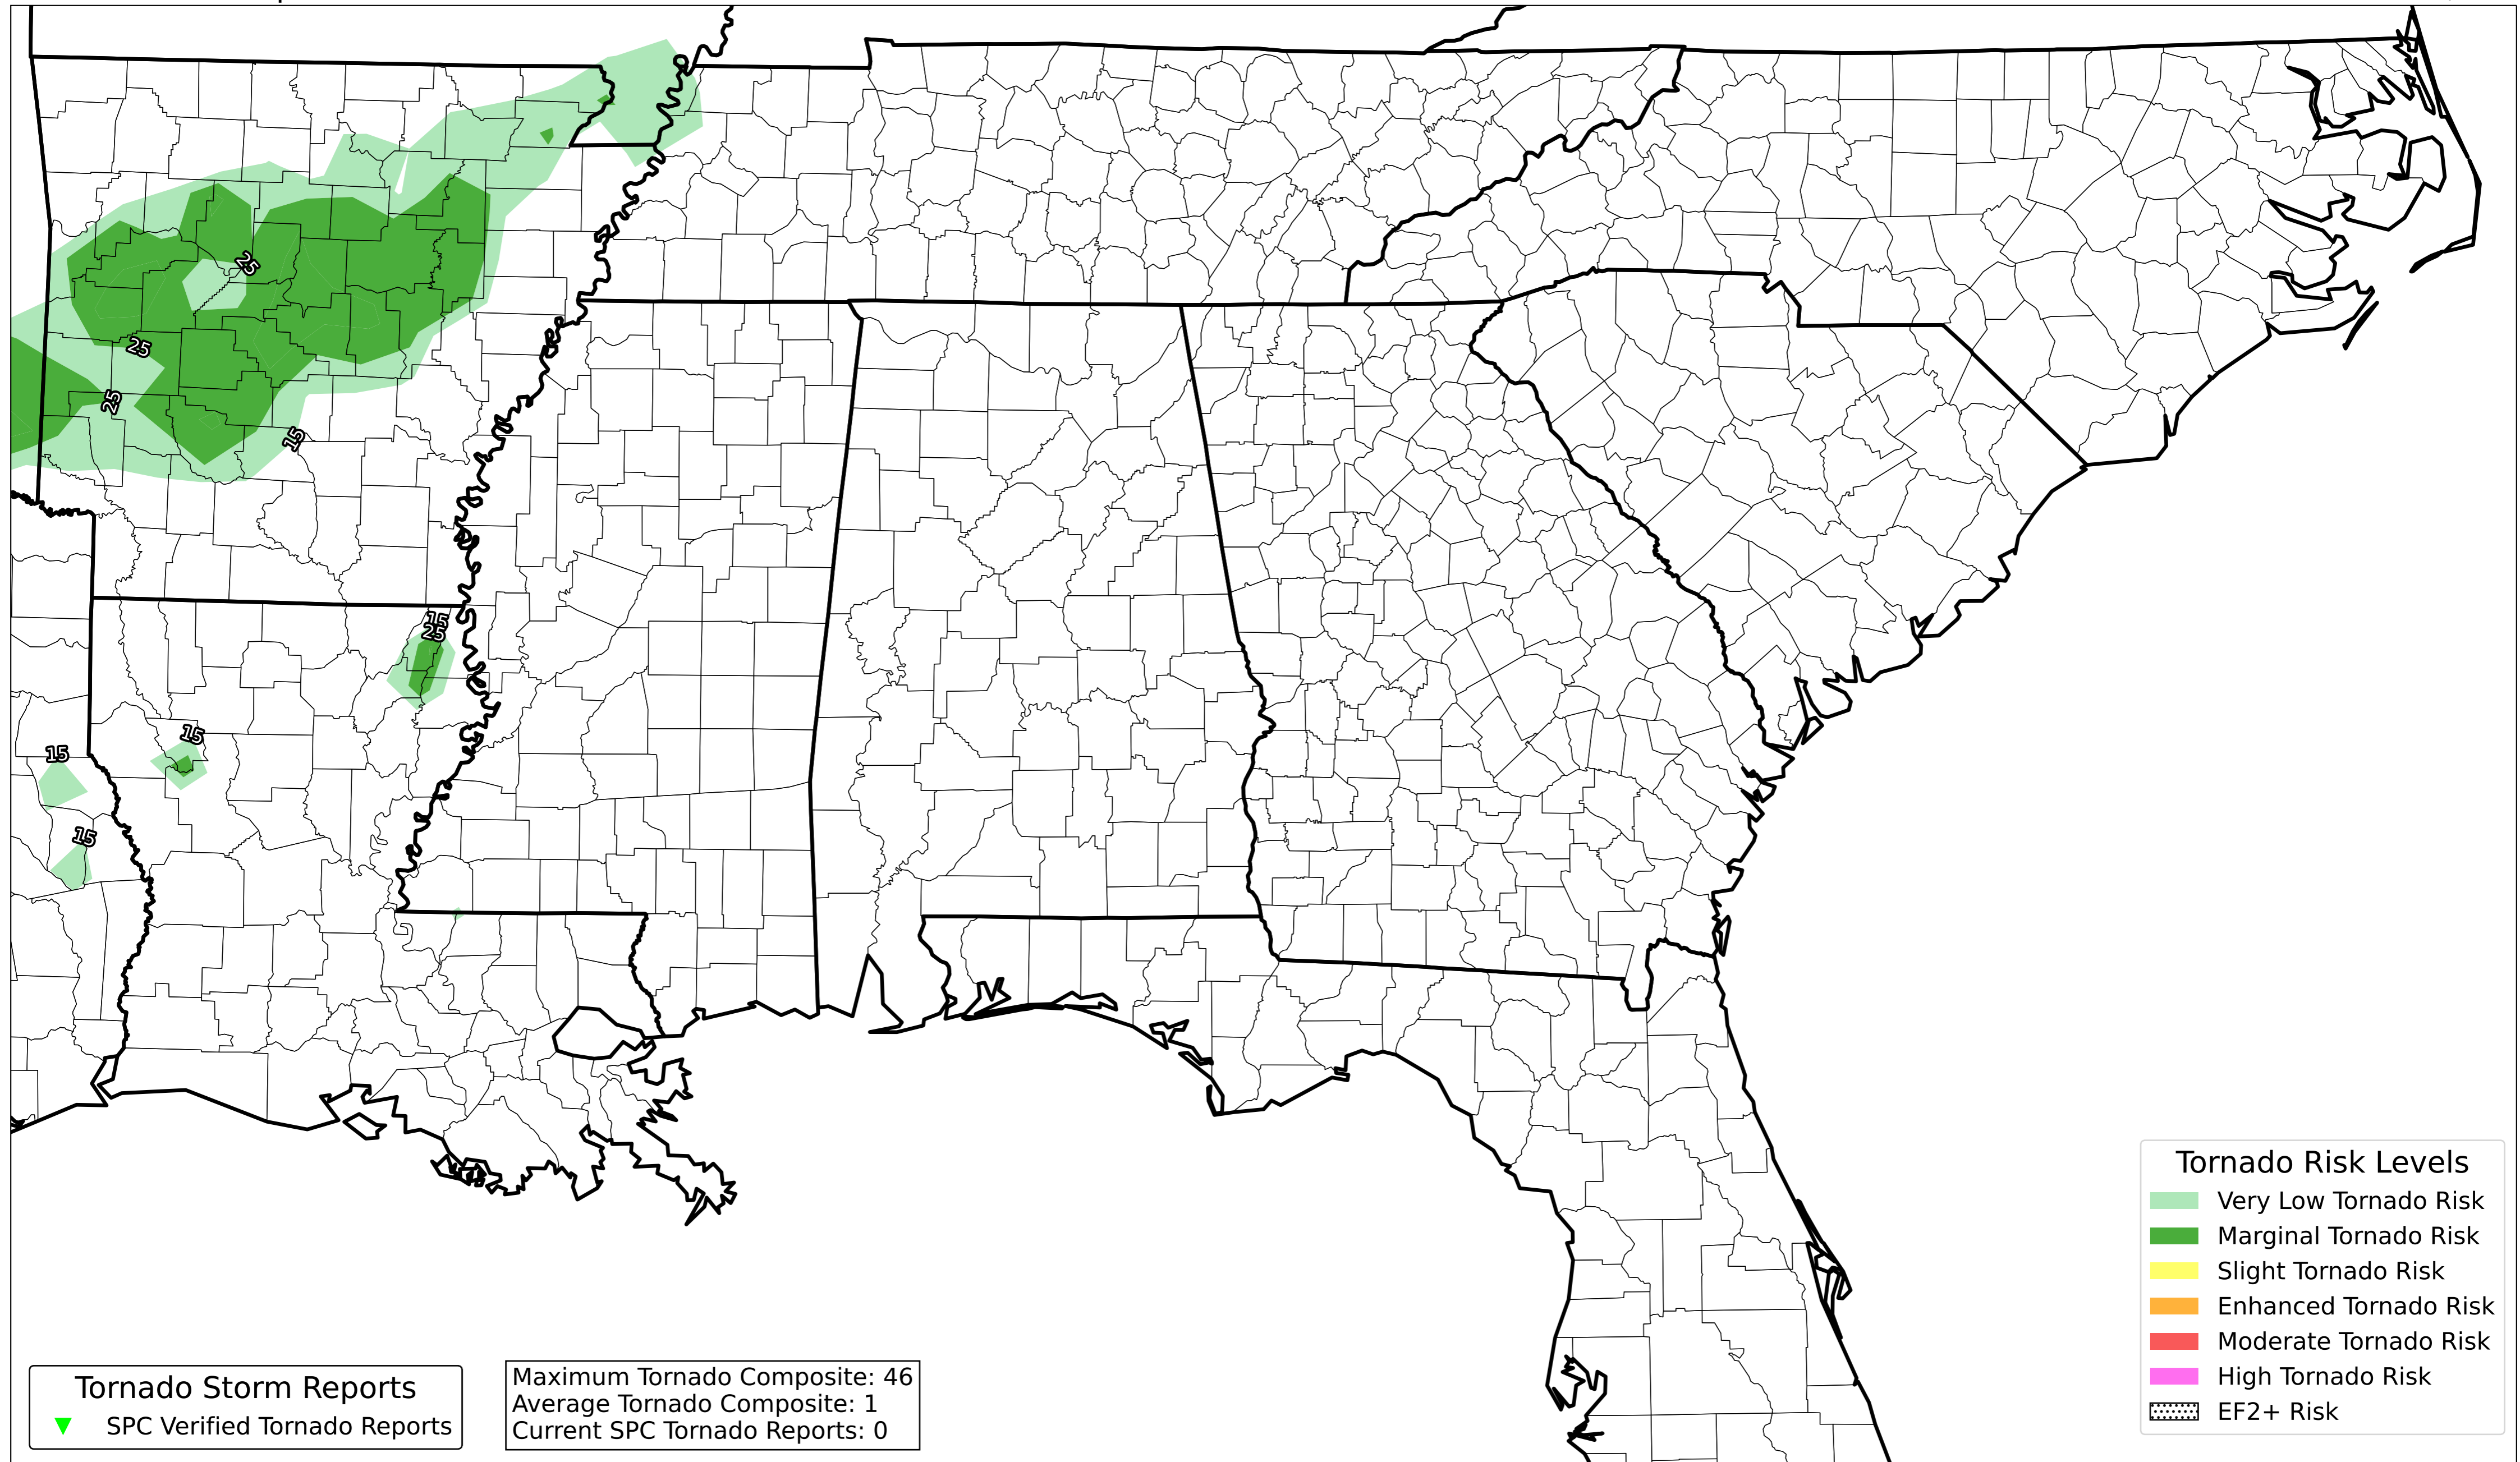 25
25
25
15
15
25
15
15
15
Tornado Risk Levels
Very Low Tornado Risk
Marginal Tornado Risk
Slight Tornado Risk
Enhanced Tornado Risk
Moderate Tornado Risk
High Tornado Risk
EF2+ Risk
Tornado Storm Reports
SPC Verified Tornado Reports
Maximum Tornado Composite: 46
Average Tornado Composite: 1
Current SPC Tornado Reports: 0